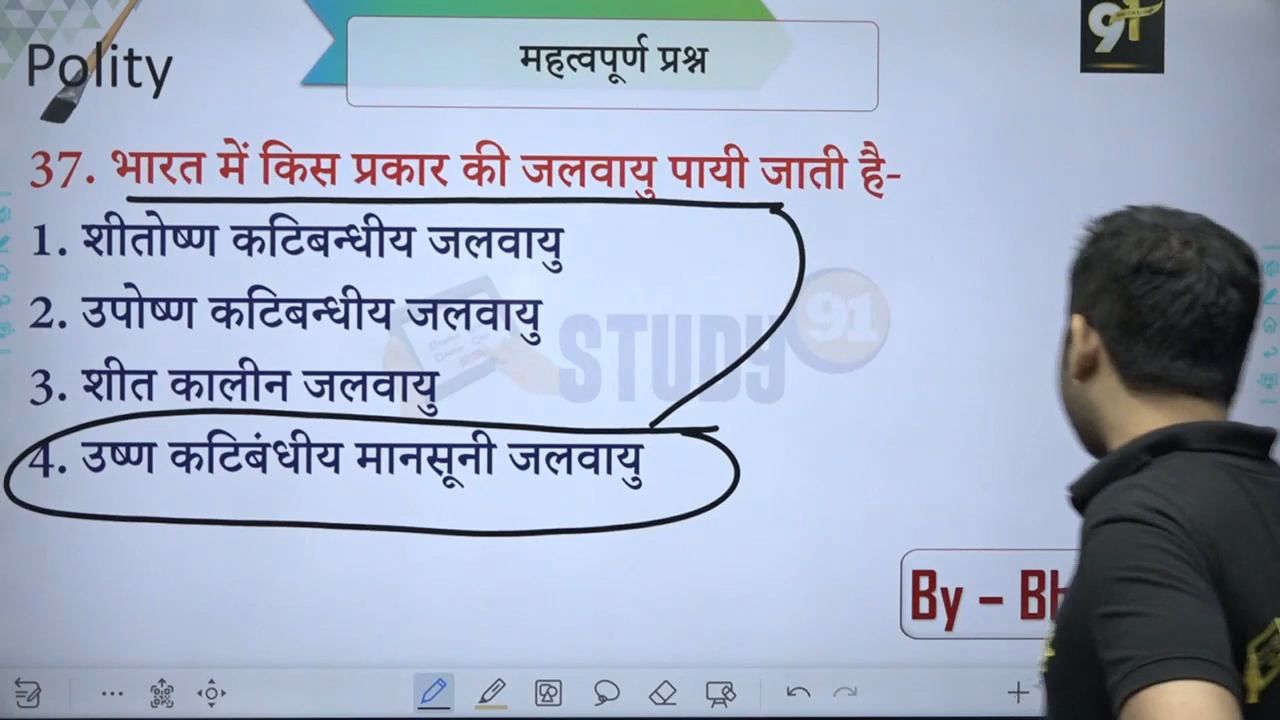 Polity
महत्वपूर्ण प्रश्न
91
37. भारत में किस प्रकार की जलवायु पायी जाती है-
1. शीतोष्ण कटिबन्धीय जलवायु
2. उपोष्ण कटिबन्धीय जलवायु
3. शीत कालीन जलवायु
4. उष्ण कटिबंधीय मानसूनी जलवायु
STUDY 91
By – Bh